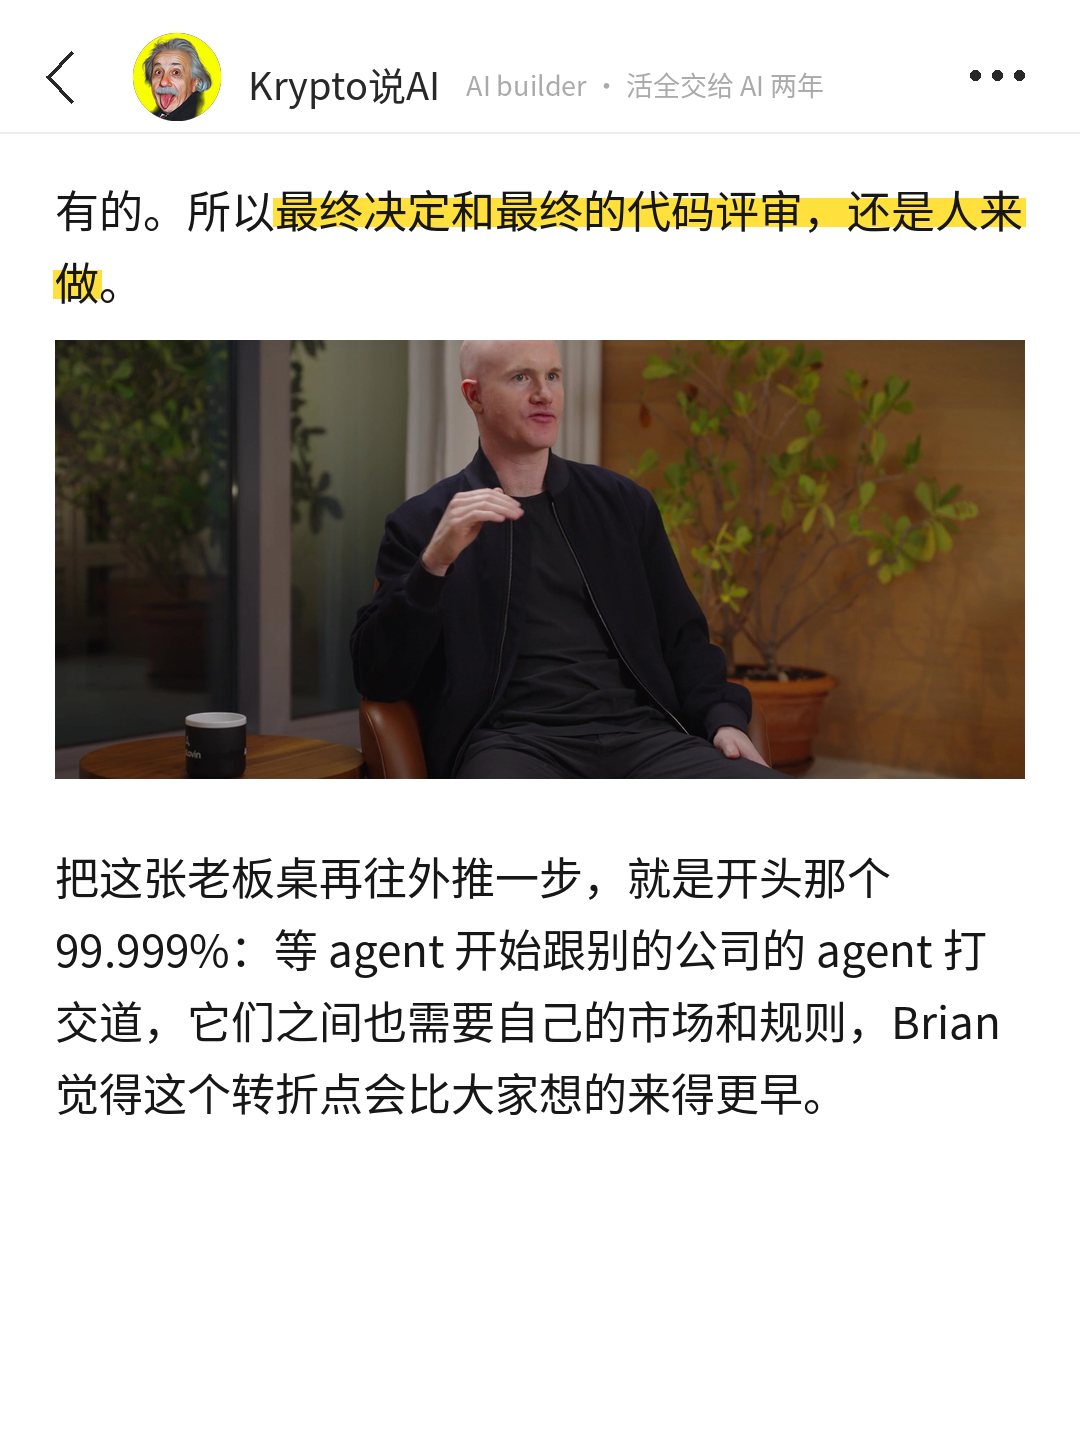 Krypto说AI AI builder · 活全交给 AI 两年
有的。所以最终决定和最终的代码评审，还是人来
做。
把这张老板桌再往外推一步，就是开头那个
99.999%：等 agent 开始跟别的公司的 agent 打
交道，它们之间也需要自己的市场和规则，Brian
觉得这个转折点会比大家想的来得更早。